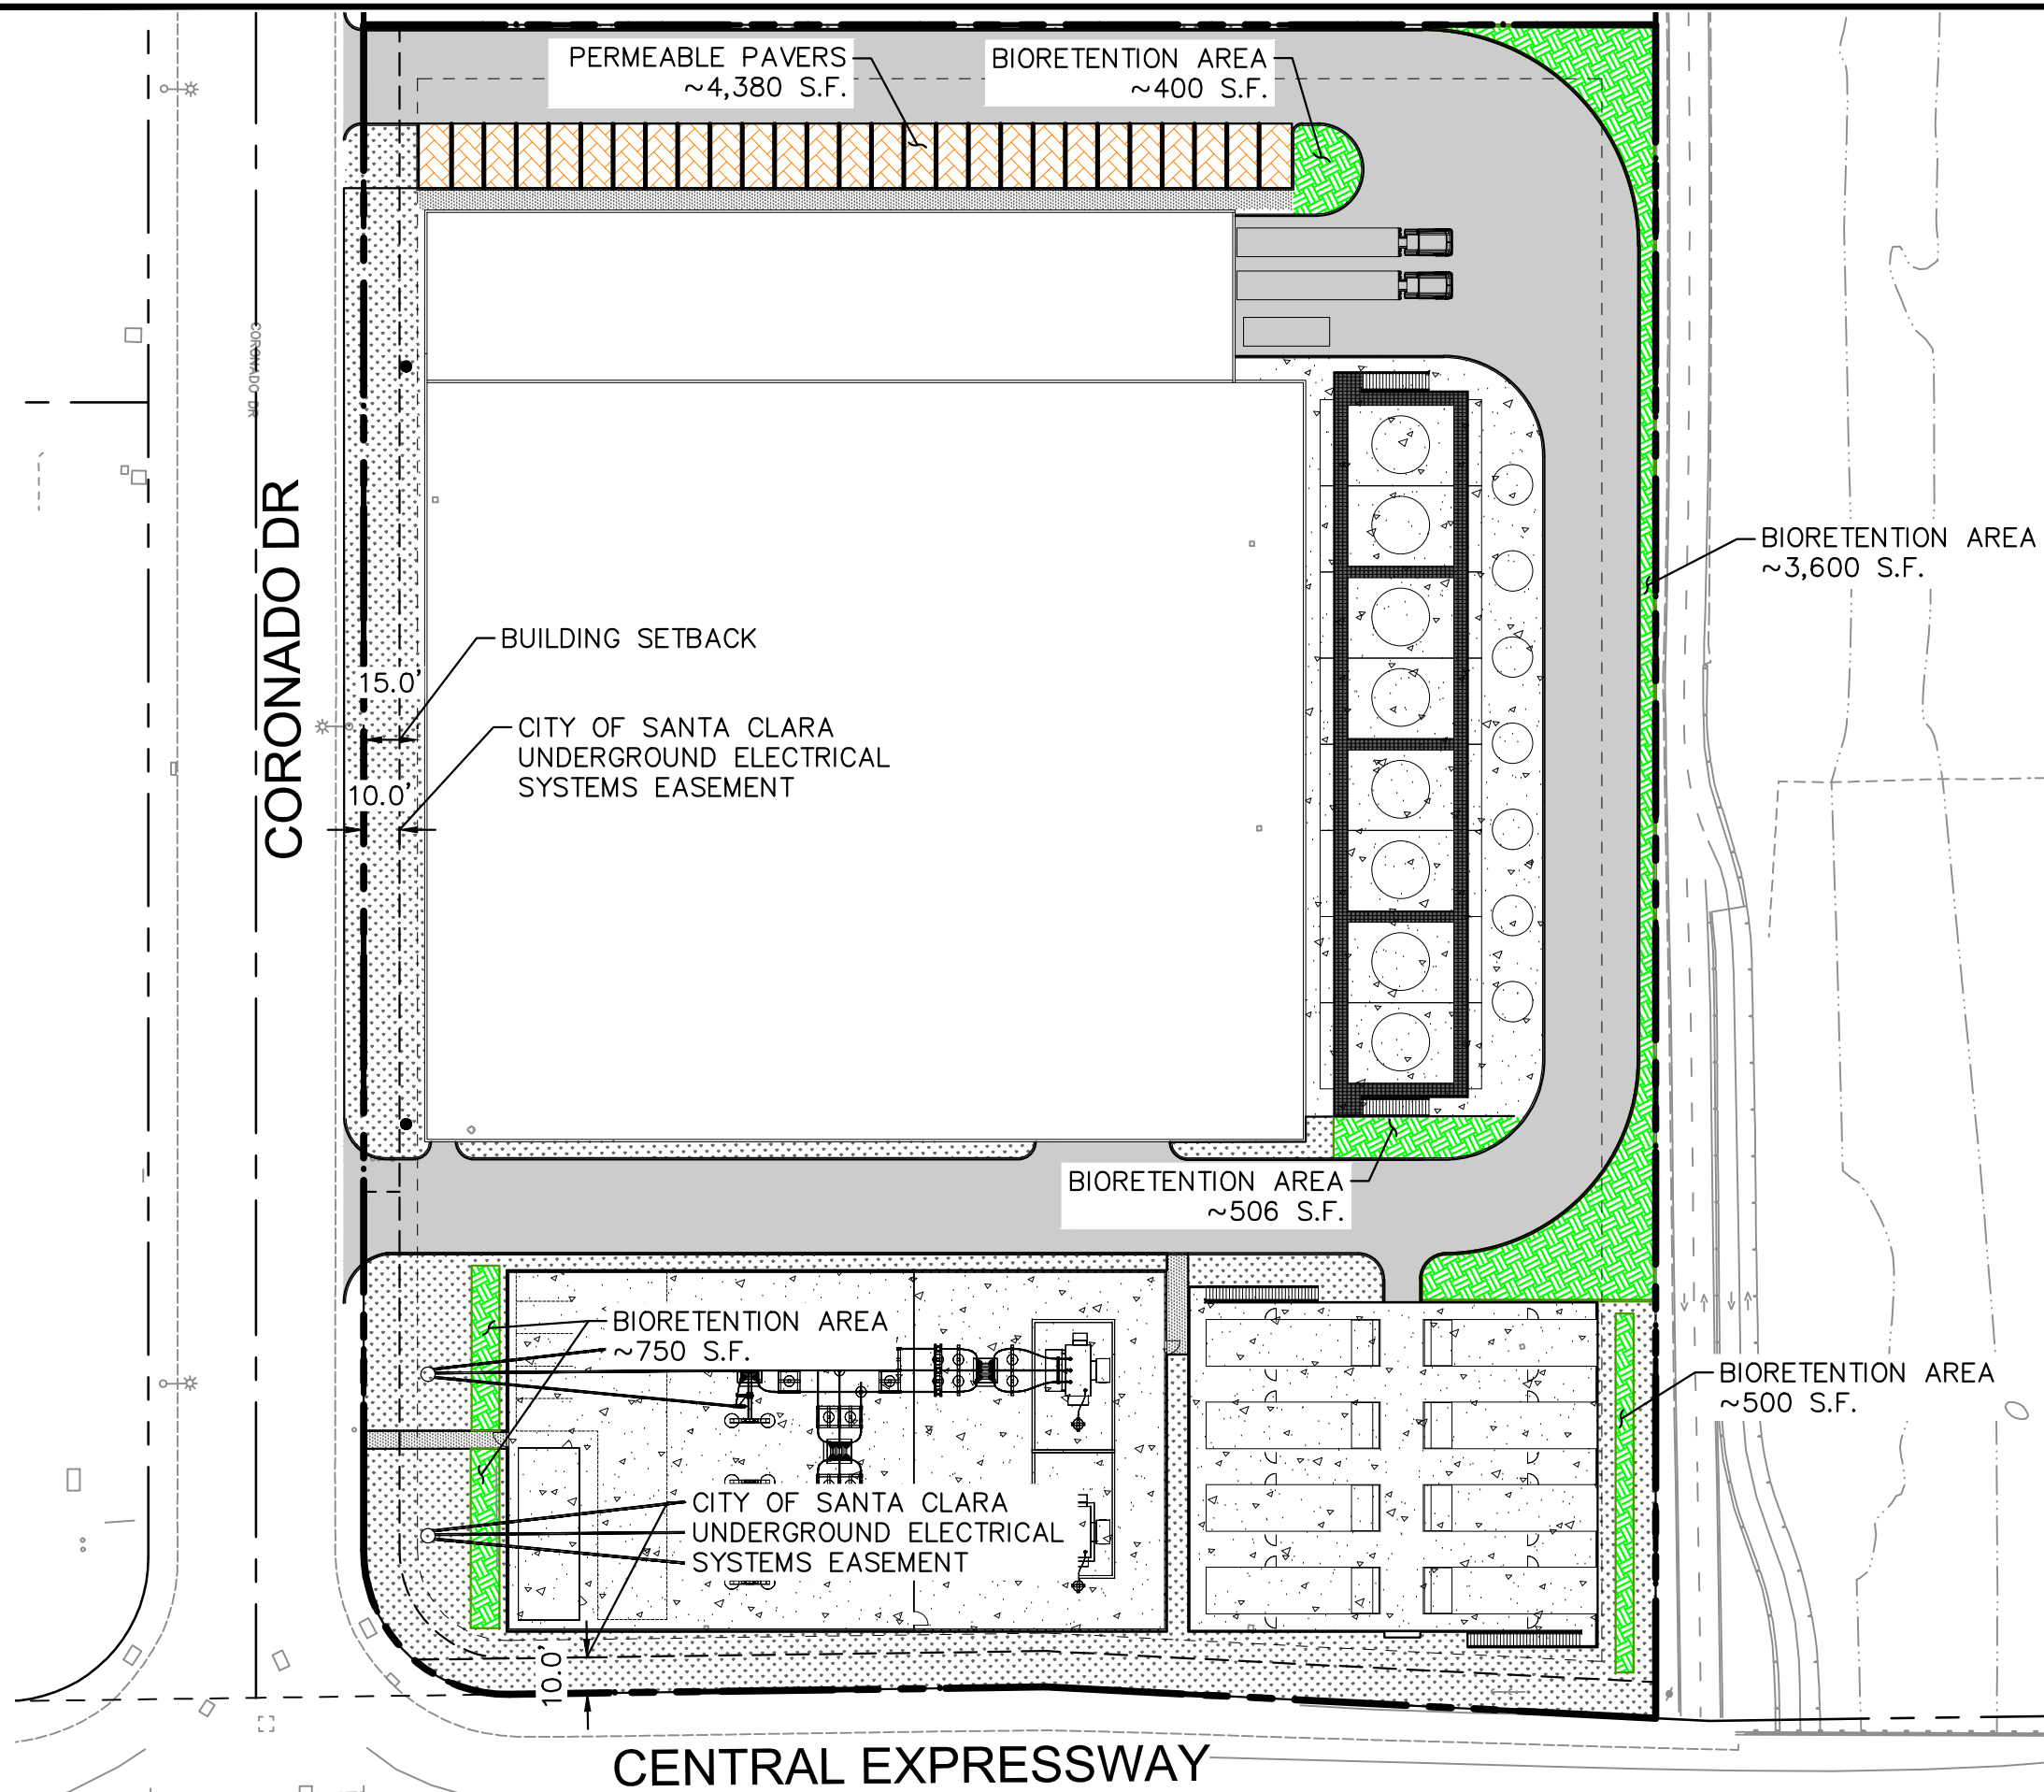 PERMEABLE PAVERS
~4,380 S.F.
BIORETENTION AREA
~400 S.F.
CORONADO DR
CORONADO DR
BIORETENTION AREA
~3,600 S.F.
BUILDING SETBACK
15.0'
CITY OF SANTA CLARA
UNDERGROUND ELECTRICAL
SYSTEMS EASEMENT
10.0'
BIORETENTION AREA
~506 S.F.
BIORETENTION AREA
~750 S.F.
BIORETENTION AREA
~500 S.F.
CITY OF SANTA CLARA
UNDERGROUND ELECTRICAL
SYSTEMS EASEMENT
10.0'
CENTRAL EXPRESSWAY